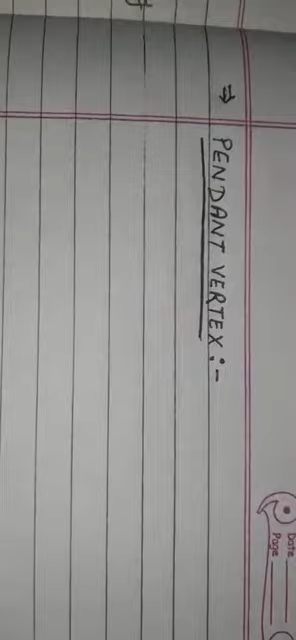 Date
Page
⇒ PENDANT VERTEX :-